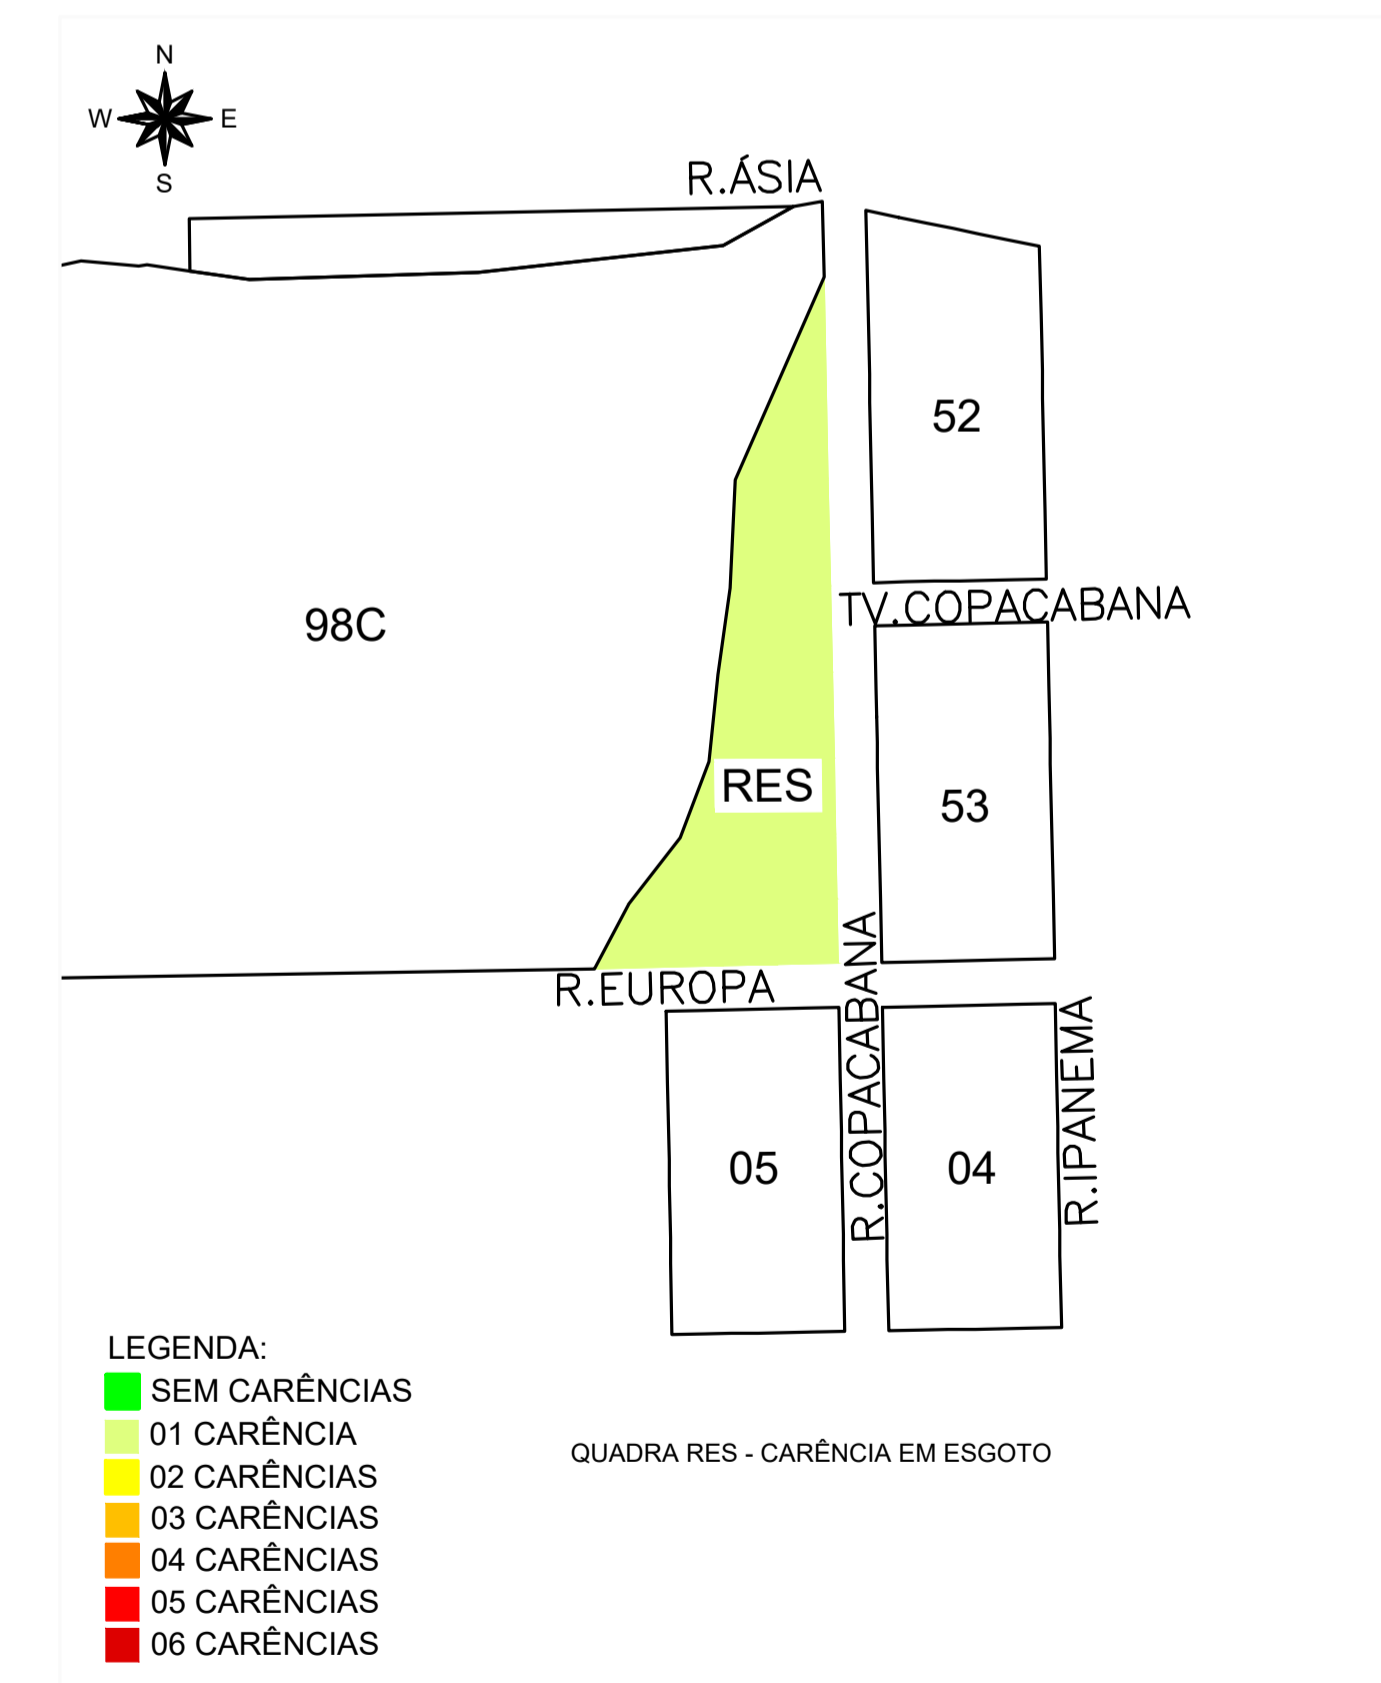 N
W E
S
R.ÁSIA
52
TV.COPACABANA
98C
RES
53
R.EUROPA
R.COPACABANA
R.IPANEMA
05
04
LEGENDA:
SEM CARÊNCIAS
01 CARÊNCIA
02 CARÊNCIAS
03 CARÊNCIAS
04 CARÊNCIAS
05 CARÊNCIAS
06 CARÊNCIAS
QUADRA RES - CARÊNCIA EM ESGOTO